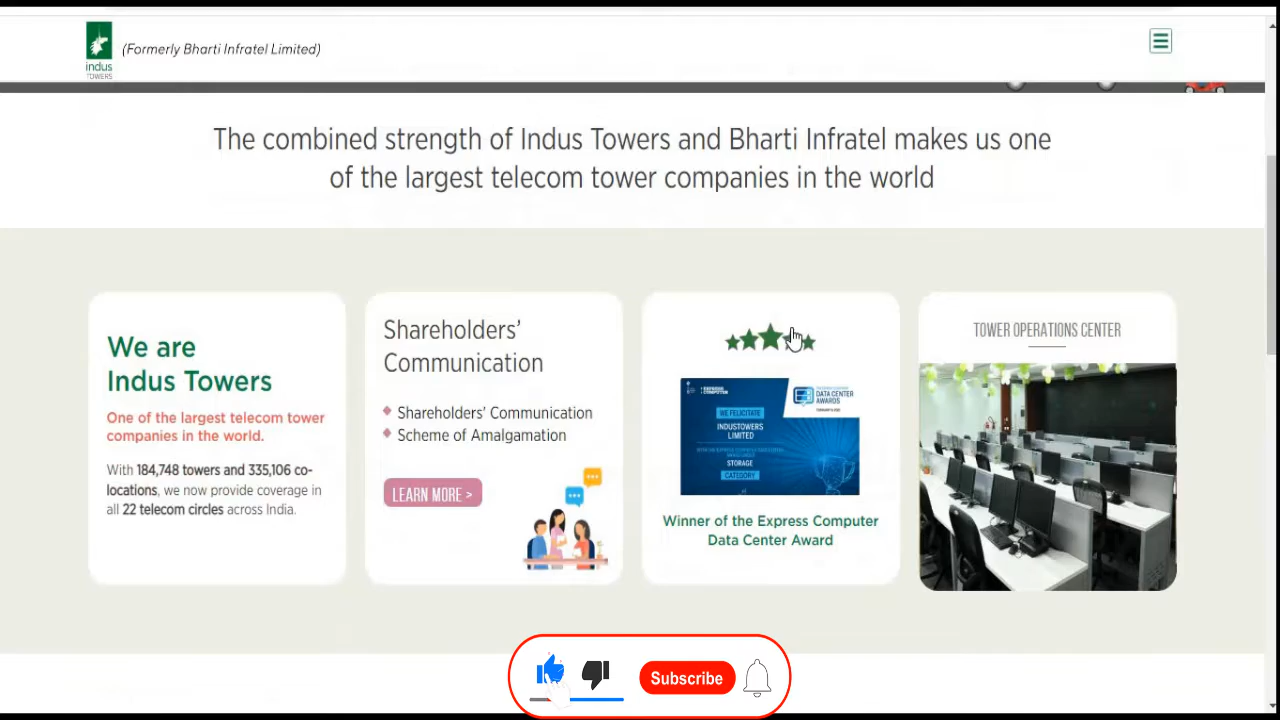 indus
TOWERS
(Formerly Bharti Infratel Limited)
The combined strength of Indus Towers and Bharti Infratel makes us one
of the largest telecom tower companies in the world
We are
Indus Towers
One of the largest telecom tower
companies in the world.
With 184,748 towers and 335,106 co-
locations, we now provide coverage in
all 22 telecom circles across India.
Shareholders’
Communication
Shareholders’ Communication
Scheme of Amalgamation
LEARN MORE >
EXPRESS
COMPUTER
DATA CENTER
AWARDS
WE FELICITATE
INDUSTOWERS
LIMITED
STORAGE
CATEGORY
Winner of the Express Computer
Data Center Award
TOWER OPERATIONS CENTER
Subscribe